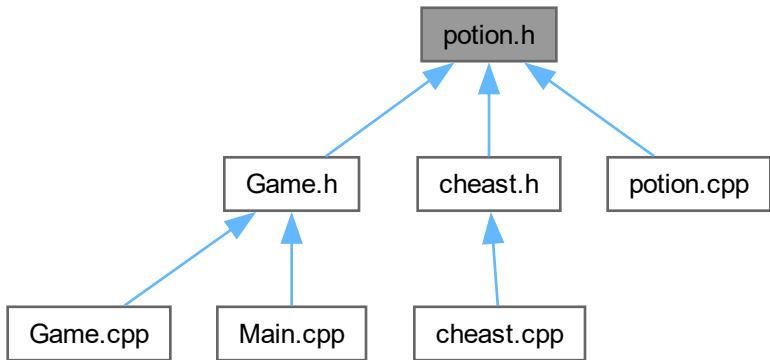 potion.h
Game.h
cheast.h
potion.cpp
Game.cpp
Main.cpp
cheast.cpp